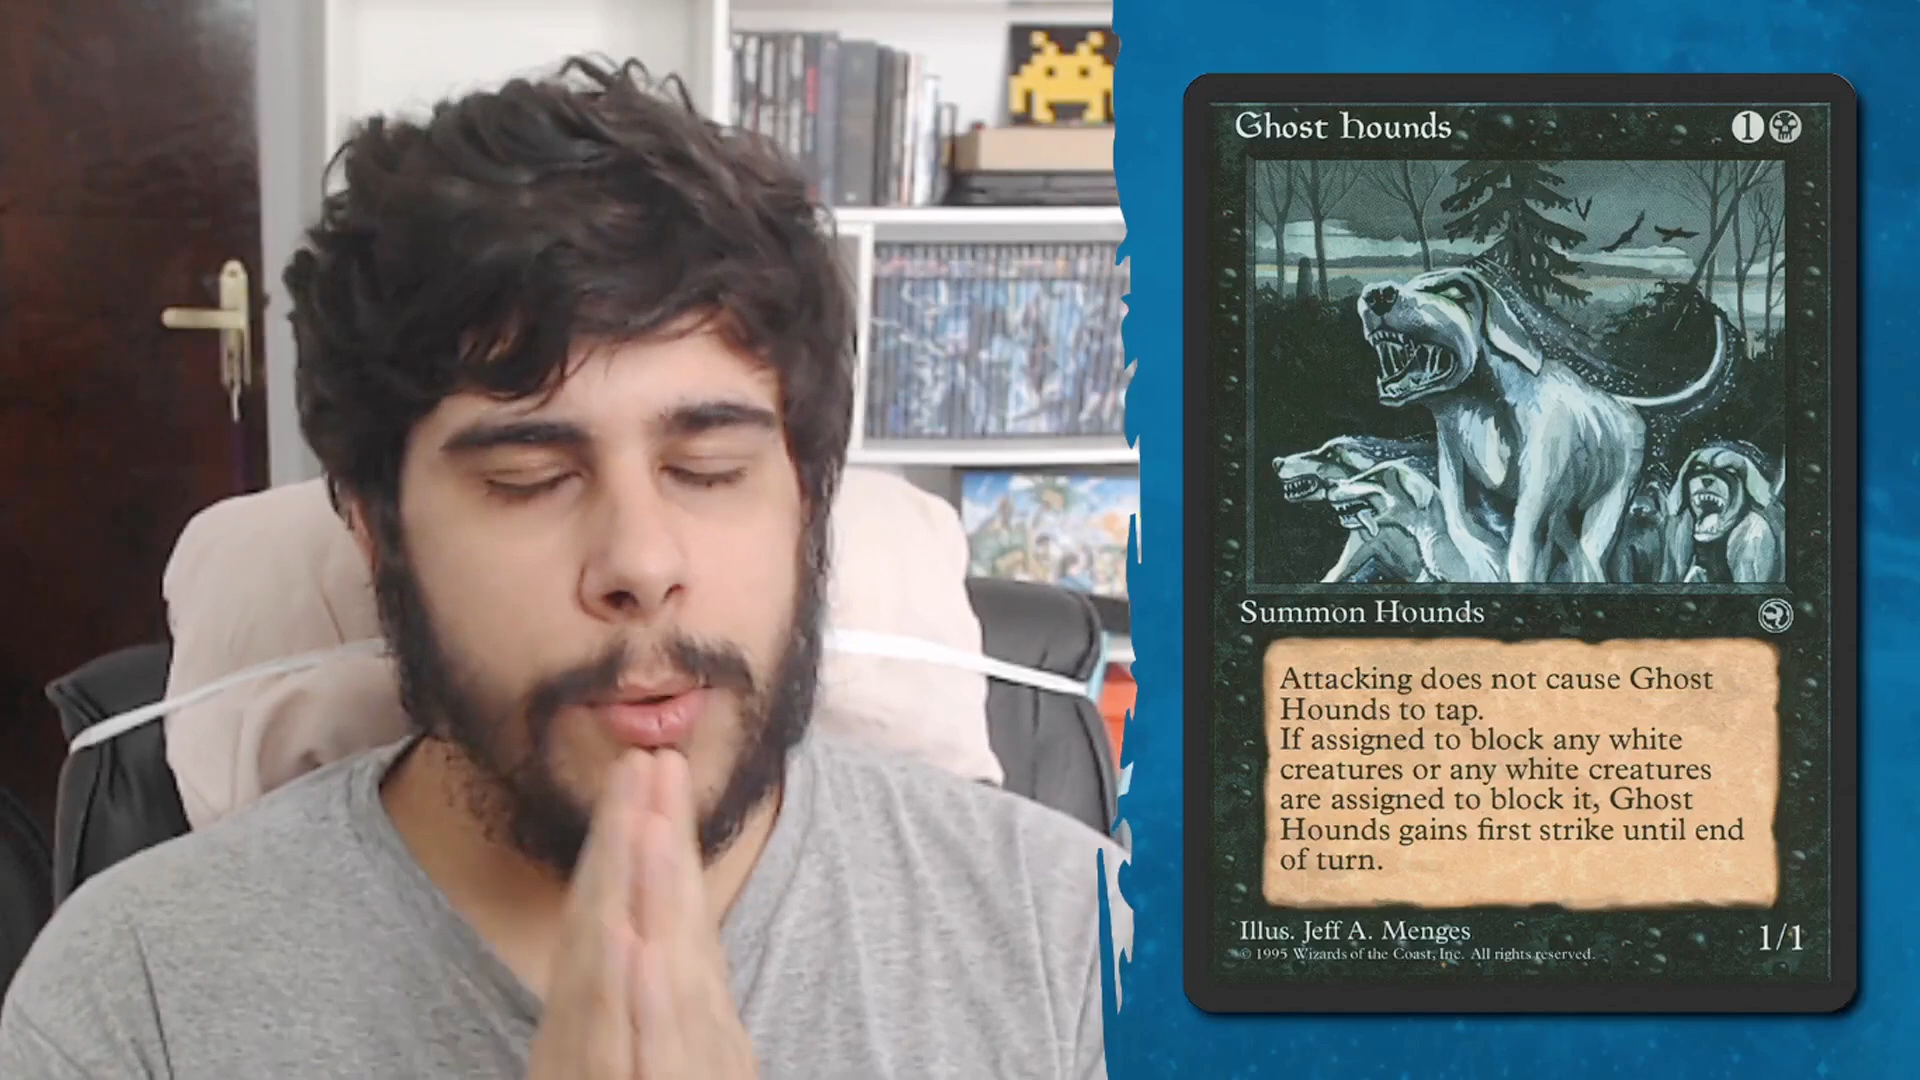 Ghost Hounds
1
Summon Hounds
Attacking does not cause Ghost
Hounds to tap.
If assigned to block any white
creatures or any white creatures
are assigned to block it, Ghost
Hounds gains first strike until end
of turn.
Illus. Jeff A. Menges
© 1995 Wizards of the Coast, Inc. All rights reserved.
1/1